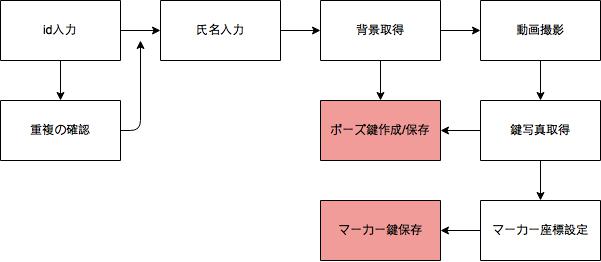 id入力
氏名入力
背景取得
動画撮影
重複の確認
ポーズ鍵作成/保存
鍵写真取得
マーカー鍵保存
マーカー座標設定